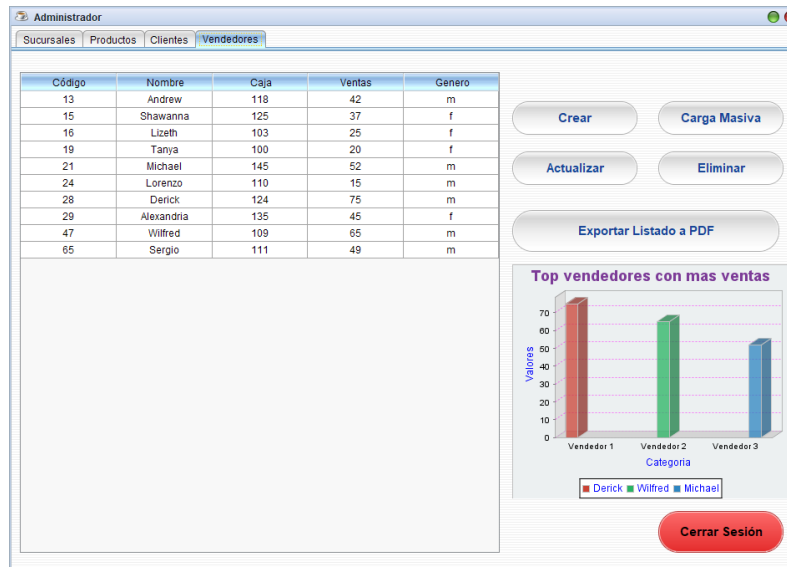 Administrador
Sucursales Productos Clientes Vendedores
Código Nombre Caja Ventas Genero
13 Andrew 118 42 m
15 Shawanna 125 37 f
16 Lizeth 103 25 f
19 Tanya 100 20 f
21 Michael 145 52 m
24 Lorenzo 110 15 m
28 Derick 124 75 m
29 Alexandria 135 45 f
47 Wilfred 109 65 m
65 Sergio 111 49 m
Crear Carga Masiva
Actualizar Eliminar
Exportar Listado a PDF
Top vendedores con mas ventas
Valores
70
60
50
40
30
20
10
0
Vendedor 1 Vendedor 2 Vendedor 3
Categoria
Derick Wilfred Michael
Cerrar Sesión